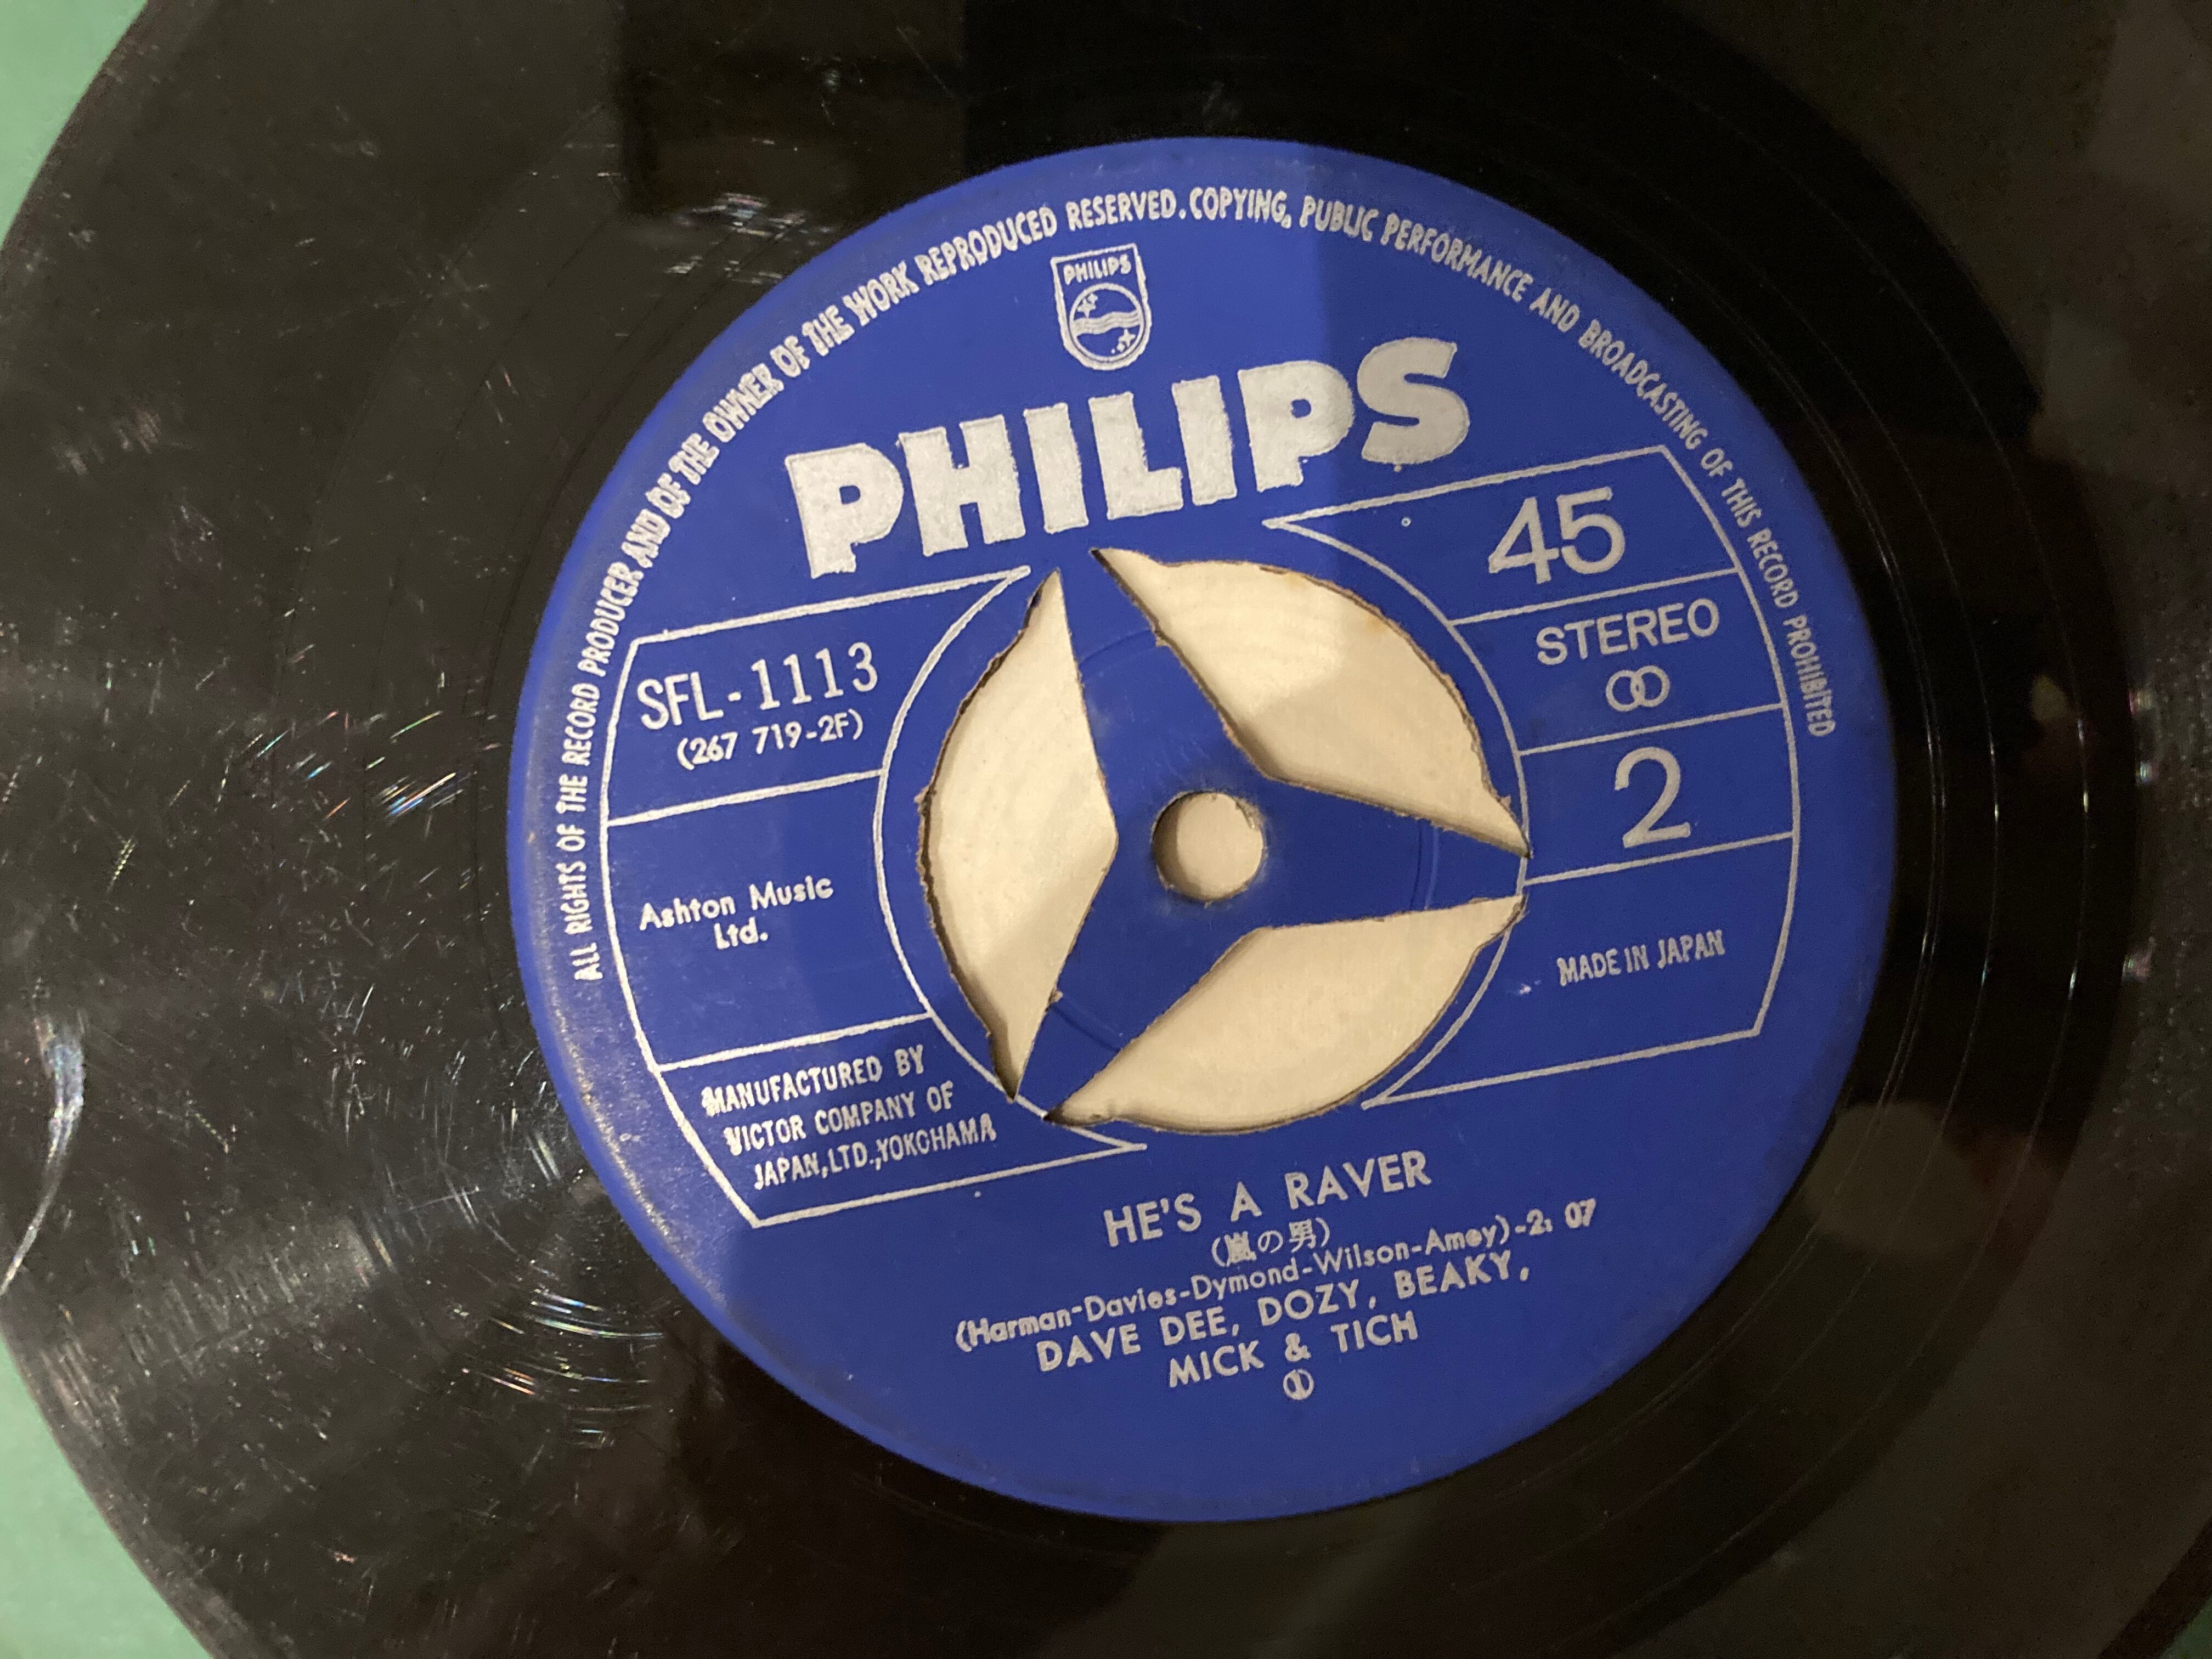 ALL RIGHTS OF THE RECORD PRODUCER AND OF THE OWNER OF THE WORK REPRODUCED RESERVED. COPYING, PUBLIC PERFORMANCE AND BROADCASTING OF THIS RECORD PROHIBITED
PHILIPS
PHILIPS
45
STEREO
2
MADE IN JAPAN
SFL-1113
(267 719-2F)
Ashton Music
Ltd.
MANUFACTURED BY
VICTOR COMPANY OF
JAPAN, LTD., YOKOHAMA
HE'S A RAVER
(嵐の男)
(Harman-Davies-Dymond-Wilson-Amey)-2:07
DAVE DEE, DOZY, BEAKY,
MICK & TICH
①